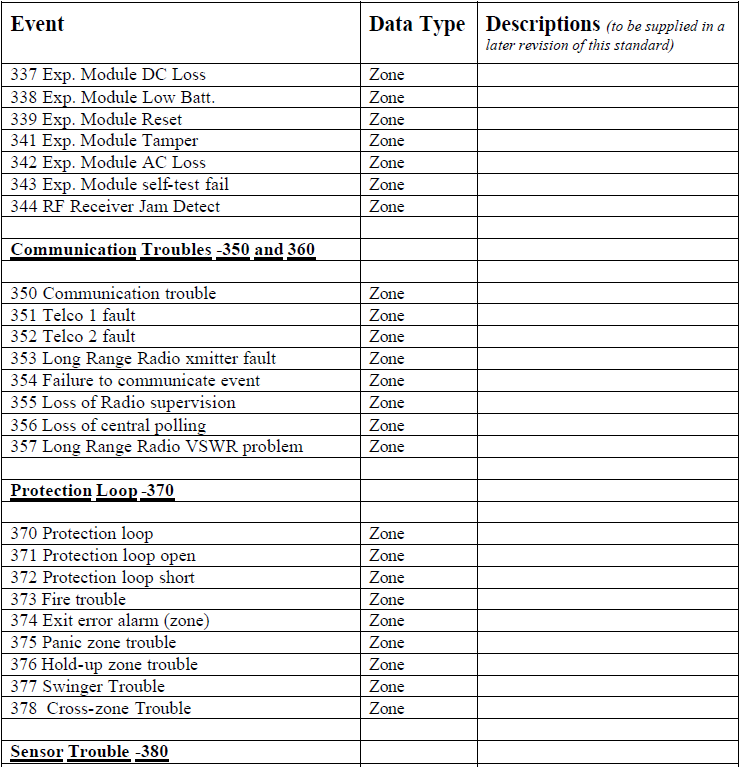 Event Data Type Descriptions (to be supplied in a
later revision of this standard)
337 Exp. Module DC Loss Zone
338 Exp. Module Low Batt. Zone
339 Exp. Module Reset Zone
341 Exp. Module Tamper Zone
342 Exp. Module AC Loss Zone
343 Exp. Module self-test fail Zone
344 RF Receiver Jam Detect Zone
Communication Troubles -350 and 360
350 Communication trouble Zone
351 Telco 1 fault Zone
352 Telco 2 fault Zone
353 Long Range Radio xmitter fault Zone
354 Failure to communicate event Zone
355 Loss of Radio supervision Zone
356 Loss of central polling Zone
357 Long Range Radio VSWR problem Zone
Protection Loop -370
370 Protection loop Zone
371 Protection loop open Zone
372 Protection loop short Zone
373 Fire trouble Zone
374 Exit error alarm (zone) Zone
375 Panic zone trouble Zone
376 Hold-up zone trouble Zone
377 Swinger Trouble Zone
378 Cross-zone Trouble Zone
Sensor Trouble -380